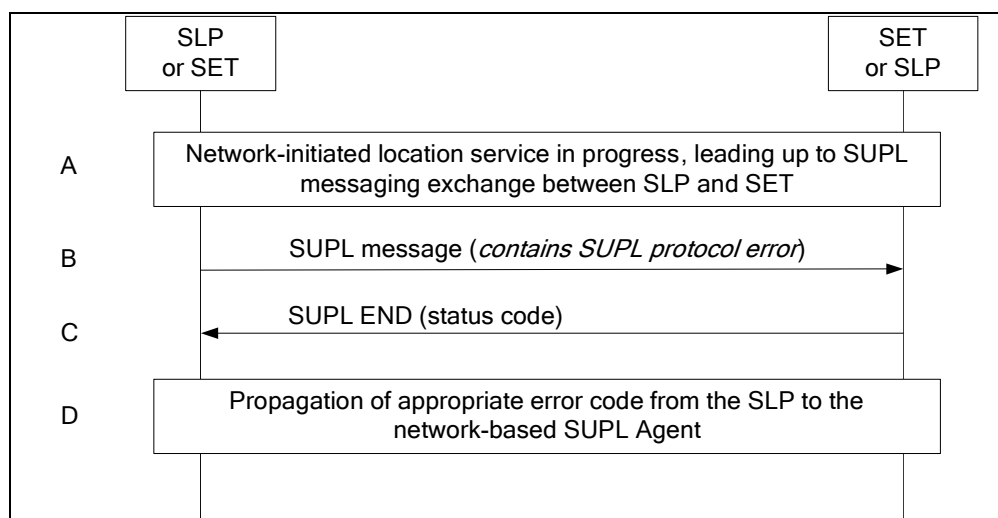 SLP
or SET
SET
or SLP
A
Network-initiated location service in progress, leading up to SUPL
messaging exchange between SLP and SET
B
SUPL message (contains SUPL protocol error)
C
SUPL END (status code)
D
Propagation of appropriate error code from the SLP to the
network-based SUPL Agent